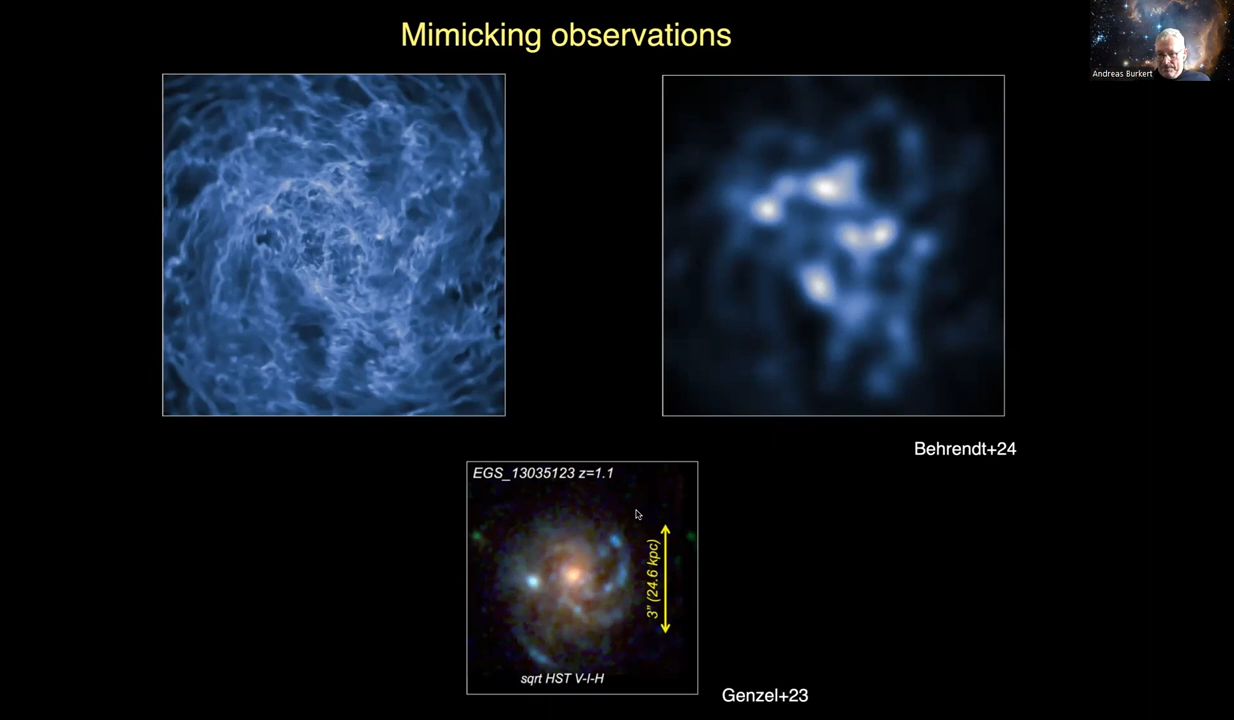 Mimicking observations
Andreas Burkert
Behrendt+24
EGS_13035123 z=1.1
3" (24.6 kpc)
sqrt HST V-I-H
Genzel+23